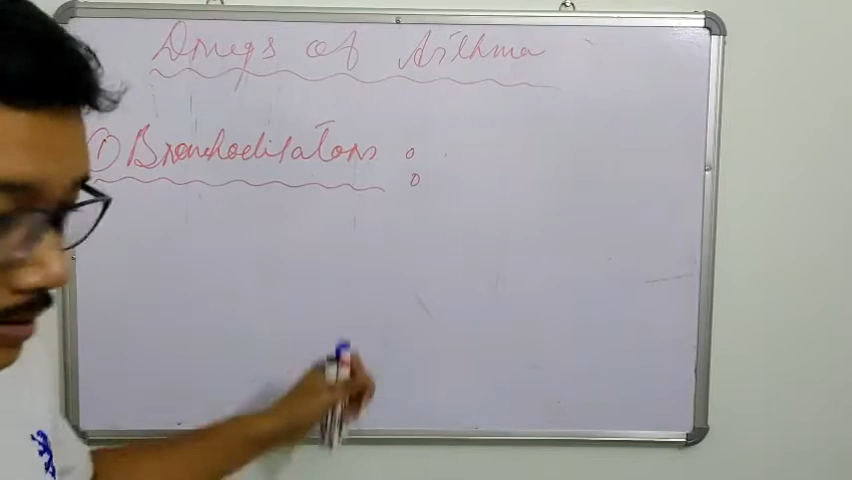 Drugs of Asthma
① Bronchodilators :